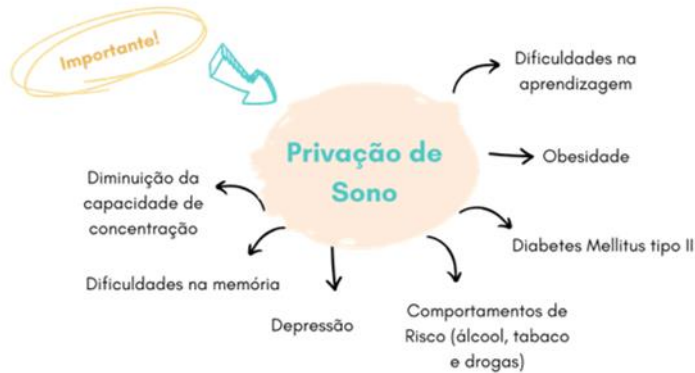 Importante!
Privação de
Sono
Dificuldades na
aprendizagem
Obesidade
Diabetes Mellitus tipo II
Comportamentos de
Risco (álcool, tabaco
e drogas)
Depressão
Dificuldades na memória
Diminuição da
capacidade de
concentração